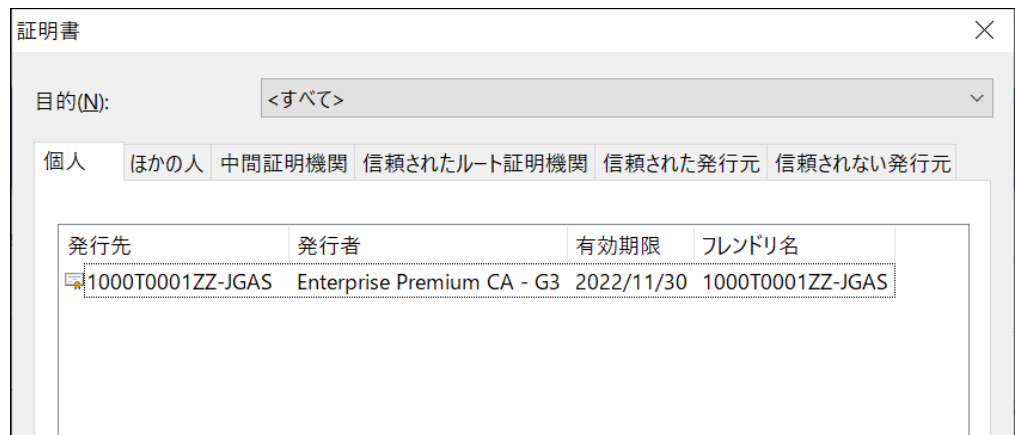 証明書
目的(N): <すべて>
個人 ほかの人 中間証明機関 信頼されたルート証明機関 信頼された発行元 信頼されない発行元
発行先 発行者 有効期限 フレンドリ名
1000T0001ZZ-JGAS Enterprise Premium CA - G3 2022/11/30 1000T0001ZZ-JGAS